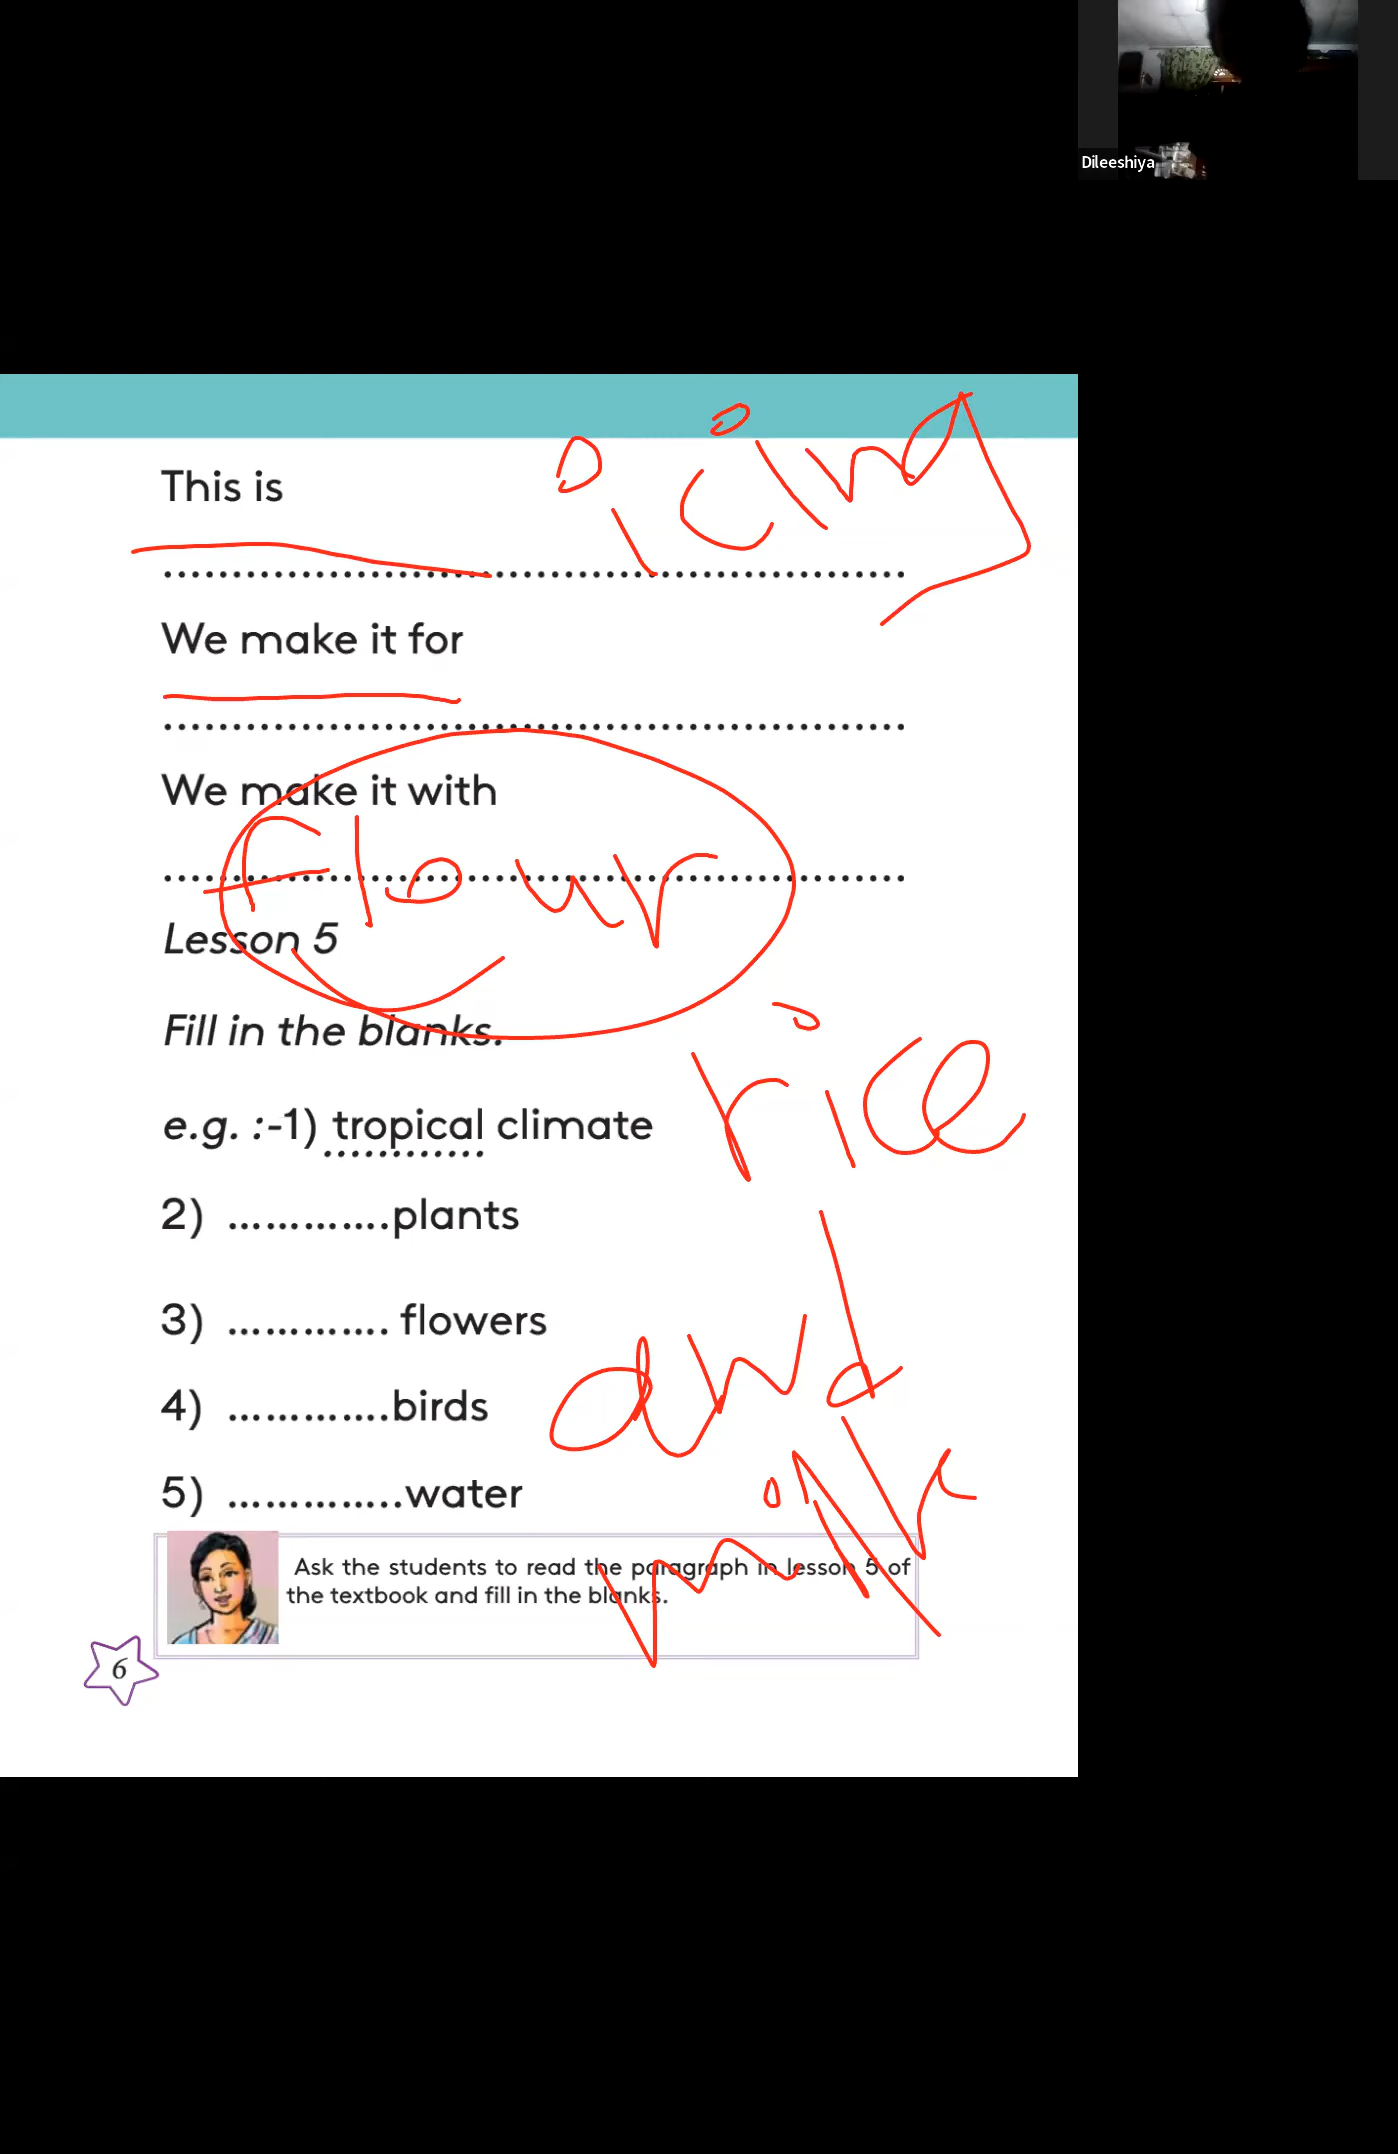 Dileeshiya
icing
This is
........................................................
We make it for
........................................................
We make it with
........................................................
flour
Lesson 5
Fill in the blanks.
rice
e.g. :-1) tropical climate
2) ..............plants
3) .............. flowers
and
4) ..............birds
5) ...............water
milk
Ask the students to read the paragraph in lesson 5 of
the textbook and fill in the blanks.
6